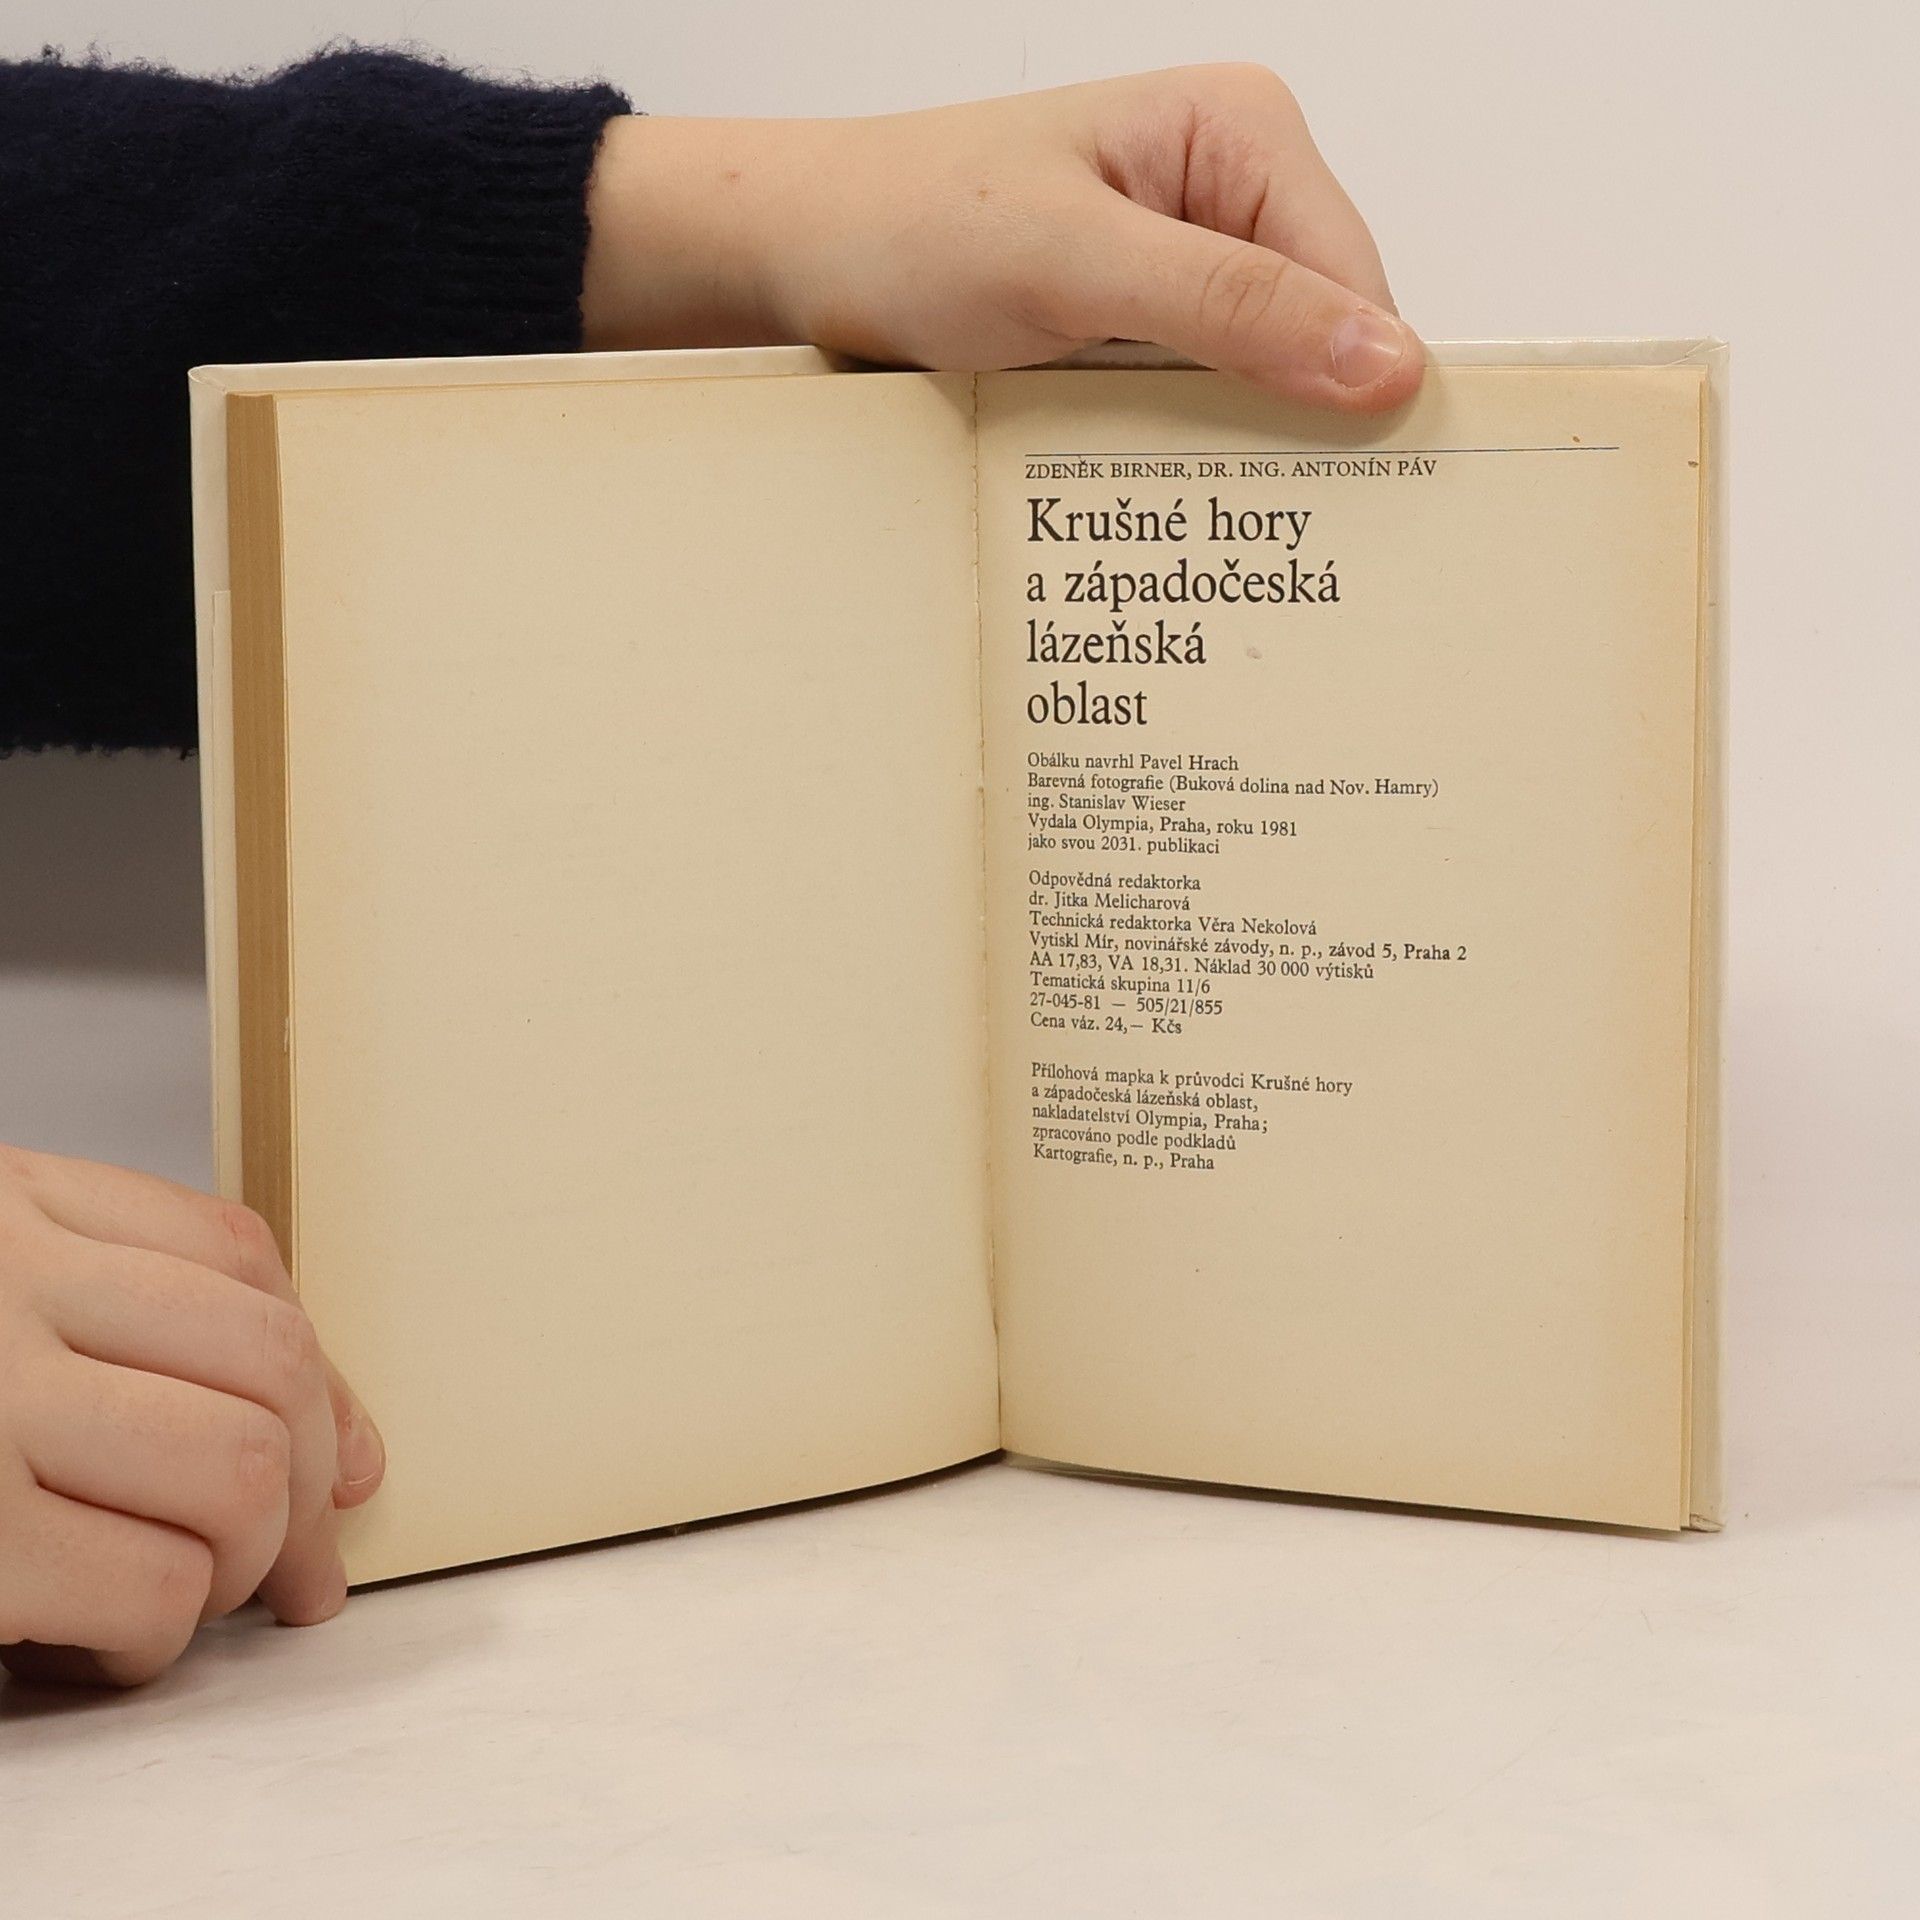 ZDENĚK BIRNER, DR. ING. ANTONÍN PÁV
Krušné hory
a západočeská
lázeňská
oblast
Obálku navrhl Pavel Hrach
Barevná fotografie (Buková dolina nad Nov. Hamry)
ing. Stanislav Wieser
Vydala Olympia, Praha, roku 1981
jako svou 2031. publikaci
Odpovědná redaktorka
dr. Jitka Melicharová
Technická redaktorka Věra Nekolová
Vytiskl Mír, novinářské závody, n. p., závod 5, Praha 2
AA 17,83, VA 18,31. Náklad 30 000 výtisků
Tematická skupina 11/6
27-045-81 — 505/21/855
Cena váz. 24,— Kčs
Přílohová mapka k průvodci Krušné hory
a západočeská lázeňská oblast,
nakladatelství Olympia, Praha;
zpracováno podle podkladů
Kartografie, n. p., Praha